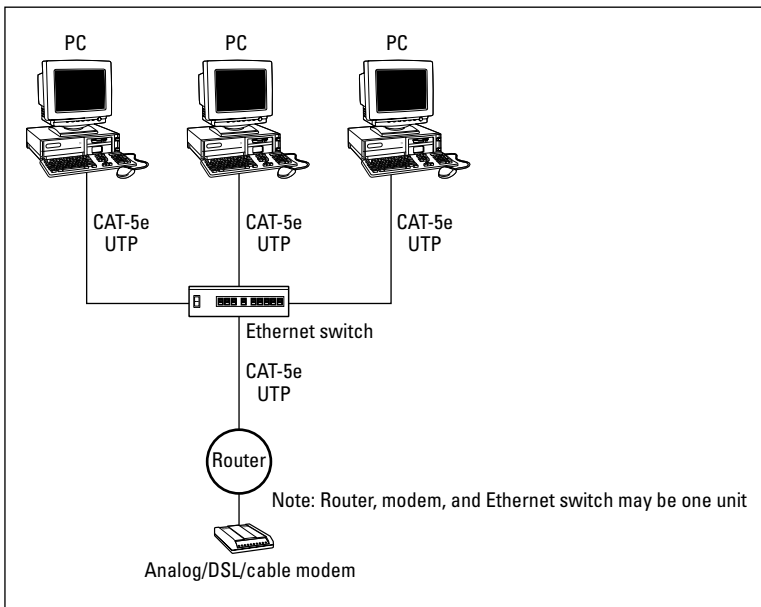 PC
PC
PC
CAT-5e
UTP
CAT-5e
UTP
CAT-5e
UTP
Ethernet switch
CAT-5e
UTP
Router
Note: Router, modem, and Ethernet switch may be one unit
Analog/DSL/cable modem